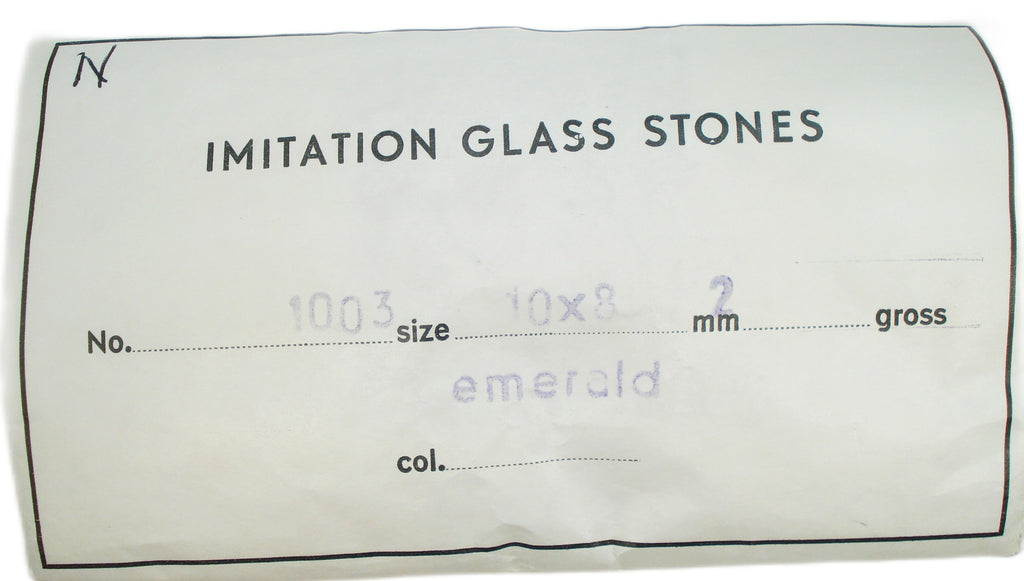 N
IMITATION GLASS STONES
No. 1003 size 10x8 mm 2 gross
emerald
col.